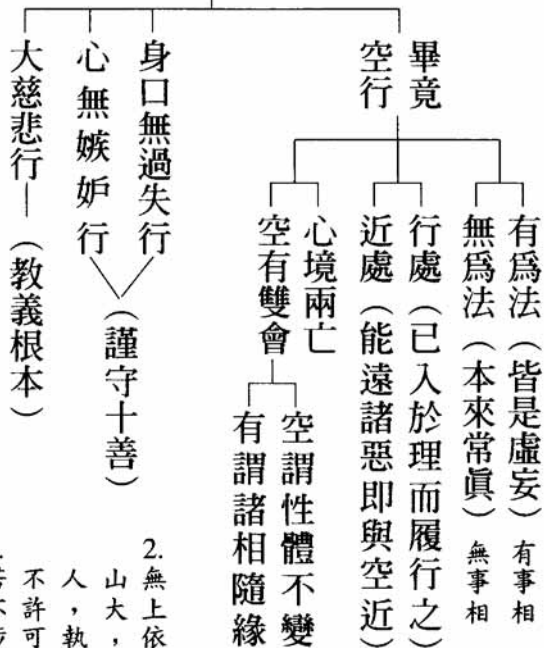 畢竟
空行
有爲法（皆是虛妄）有事相
無爲法（本來常眞）無事相
行處（已入於理而履行之）
近處（能遠諸惡即與空近）
心境兩亡
空有雙會
空謂性體不變
有謂諸相隨緣
身口無過失行
心無嫉妒行
（謹守十善）
大慈悲行—（教義根本）
2.無上依
山大，
人，執
不許可